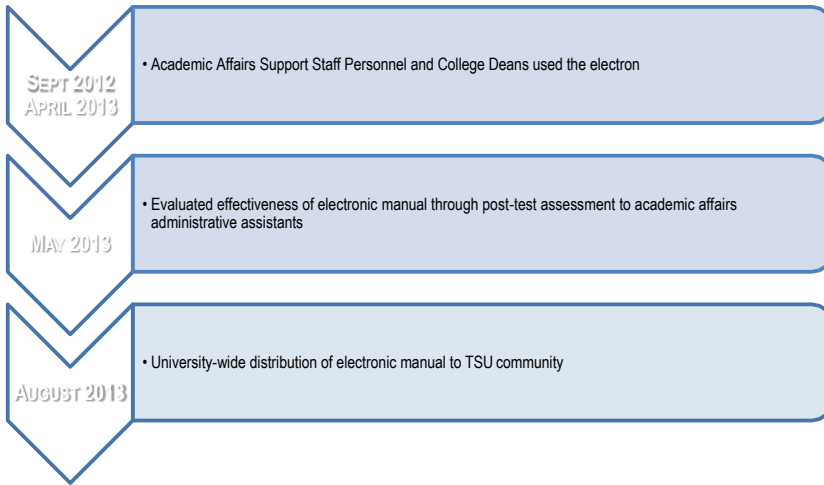 SEPT 2012
APRIL 2013
• Academic Affairs Support Staff Personnel and College Deans used the electron
MAY 2013
• Evaluated effectiveness of electronic manual through post-test assessment to academic affairs
administrative assistants
AUGUST 2013
• University-wide distribution of electronic manual to TSU community